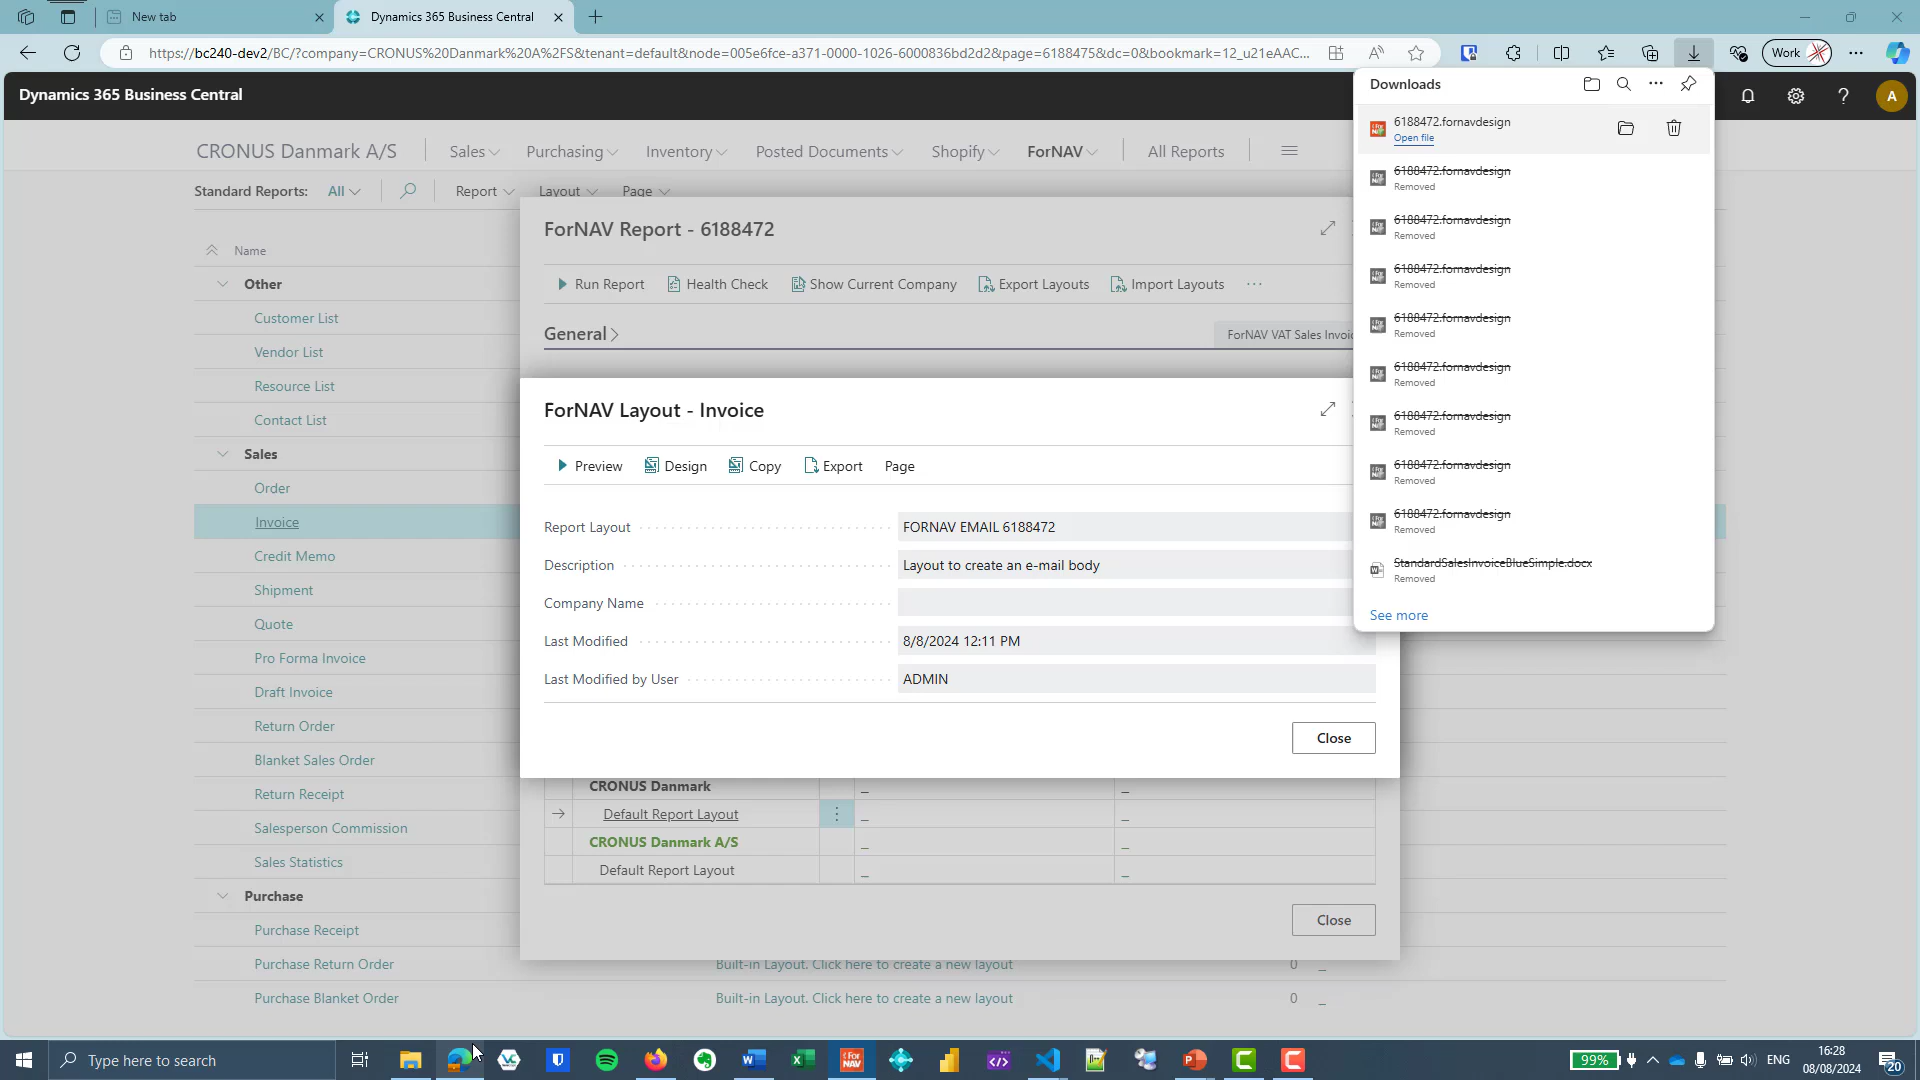 New tab
Dynamics 365 Business Central
https://bc240-dev2/BC/?company=CRONUS%20Danmark%20A%2FS&tenant=default&node=005e6fce-a371-0000-1026-6000836bd2d2&page=6188475&dc=0&bookmark=12_u21eAAC...
Work
Dynamics 365 Business Central
A
Downloads
6188472.fornavdesign
Open file
6188472.fornavdesign
Removed
6188472.fornavdesign
Removed
6188472.fornavdesign
Removed
6188472.fornavdesign
Removed
6188472.fornavdesign
Removed
6188472.fornavdesign
Removed
6188472.fornavdesign
Removed
6188472.fornavdesign
Removed
StandardSalesInvoiceBlueSimple.docx
Removed
See more
CRONUS Danmark A/S
Sales
Purchasing
Inventory
Posted Documents
Shopify
ForNAV
All Reports
Standard Reports:
All
Report
Layout
Page
Name
Other
Customer List
Vendor List
Resource List
Contact List
Sales
Order
Invoice
Credit Memo
Shipment
Quote
Pro Forma Invoice
Draft Invoice
Return Order
Blanket Sales Order
Return Receipt
Salesperson Commission
Sales Statistics
Purchase
Purchase Receipt
Purchase Return Order
Built-in Layout. Click here to create a new layout
0
_
Purchase Blanket Order
Built-in Layout. Click here to create a new layout
0
_
ForNAV Report - 6188472
Run Report
Health Check
Show Current Company
Export Layouts
Import Layouts
General
ForNAV VAT Sales Invoic
ForNAV Layout - Invoice
Preview
Design
Copy
Export
Page
Report Layout
FORNAV EMAIL 6188472
Description
Layout to create an e-mail body
Company Name
Last Modified
8/8/2024 12:11 PM
Last Modified by User
ADMIN
Close
CRONUS Danmark
_
_
Default Report Layout
_
_
CRONUS Danmark A/S
_
_
Default Report Layout
_
_
Close
Type here to search
99%
ENG
16:28
08/08/2024
20